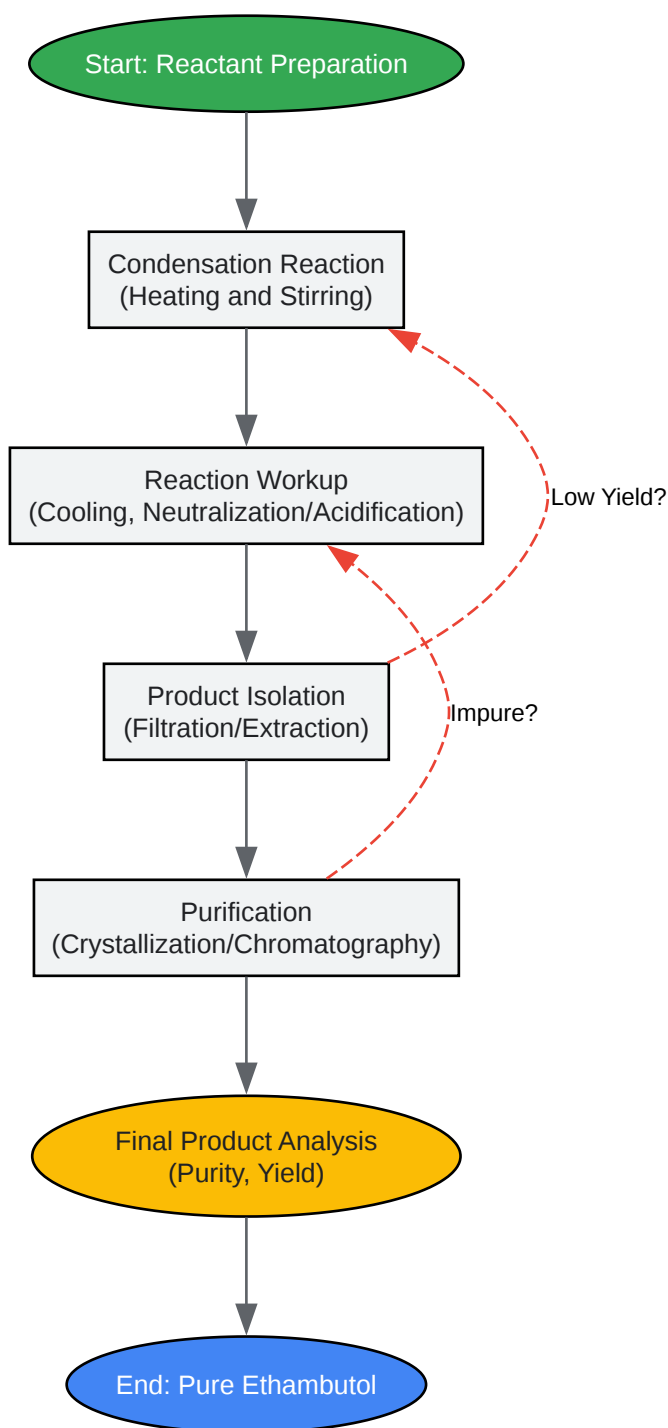 Start: Reactant Preparation
Condensation Reaction
(Heating and Stirring)
Reaction Workup
(Cooling, Neutralization/Acidification)
Low Yield?
Product Isolation
(Filtration/Extraction)
Impure?
Purification
(Crystallization/Chromatography)
Final Product Analysis
(Purity, Yield)
End: Pure Ethambutol